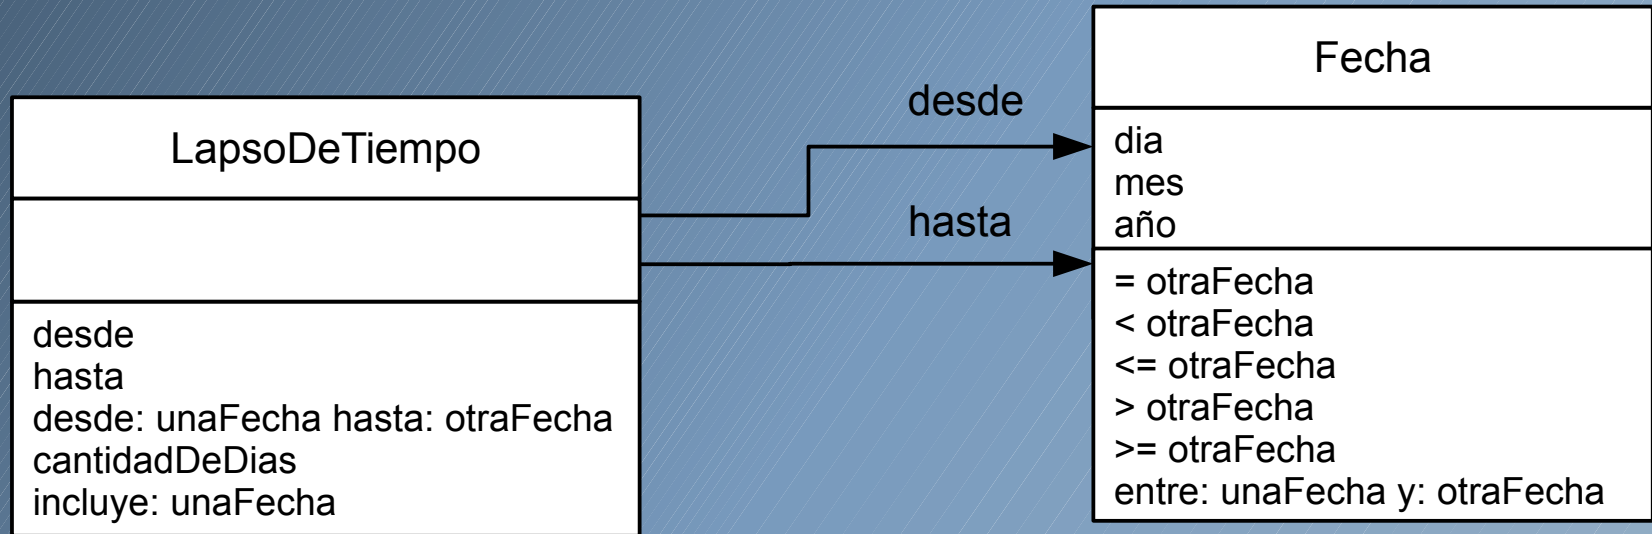 LapsoDeTiempo
desde
hasta
desde: unaFecha hasta: otraFecha
cantidadDeDias
incluye: unaFecha
desde
hasta
Fecha
dia
mes
año
= otraFecha
< otraFecha
<= otraFecha
> otraFecha
>= otraFecha
entre: unaFecha y: otraFecha